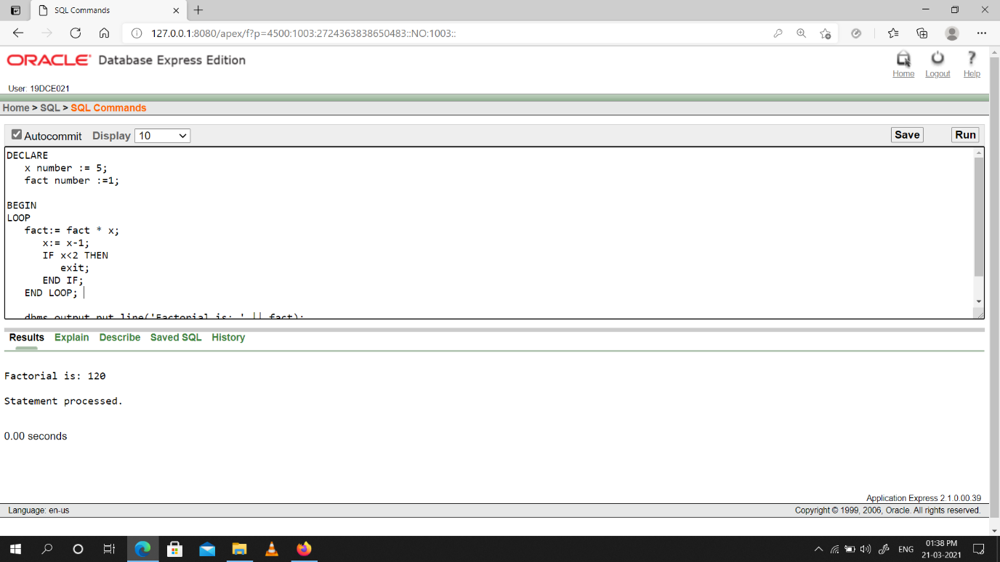 SQL Commands
127.0.0.1:8080/apex/f?p=4500:1003:2724363838650483::NO:1003::
ORACLE Database Express Edition
Home Logout Help
User: 19DCE021
Home > SQL > SQL Commands
Autocommit Display 10 Save Run
DECLARE
x number := 5;
fact number :=1;
BEGIN
LOOP
fact:= fact * x;
x:= x-1;
IF x<2 THEN
exit;
END IF;
END LOOP;
dbms_output.put_line('Factorial is: ' || fact);
Results Explain Describe Saved SQL History
Factorial is: 120
Statement processed.
0.00 seconds
Application Express 2.1.0.00.39
Language: en-us Copyright © 1999, 2006, Oracle. All rights reserved.
ENG 01:38 PM
21-03-2021